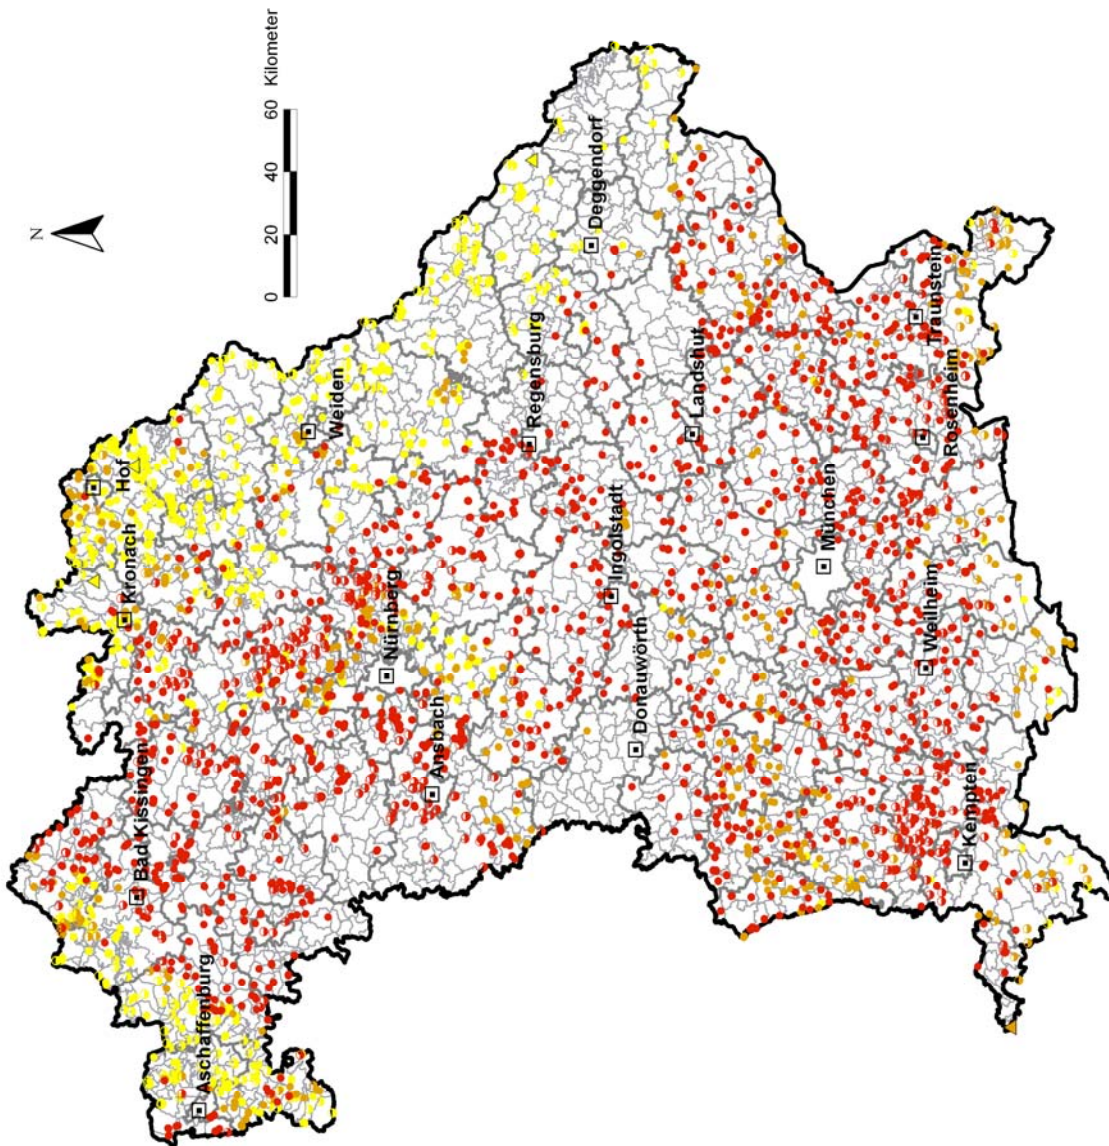 N
0 20 40 60 Kilometer
Hof
Kronach
Bad Kissingen
Aschaffenburg
Weiden
Nürnberg
Ansbach
Regensburg
Deggendorf
Ingolstadt
Donauwörth
Landshut
München
Traunstein
Rosenheim
Weilheim
Kempten